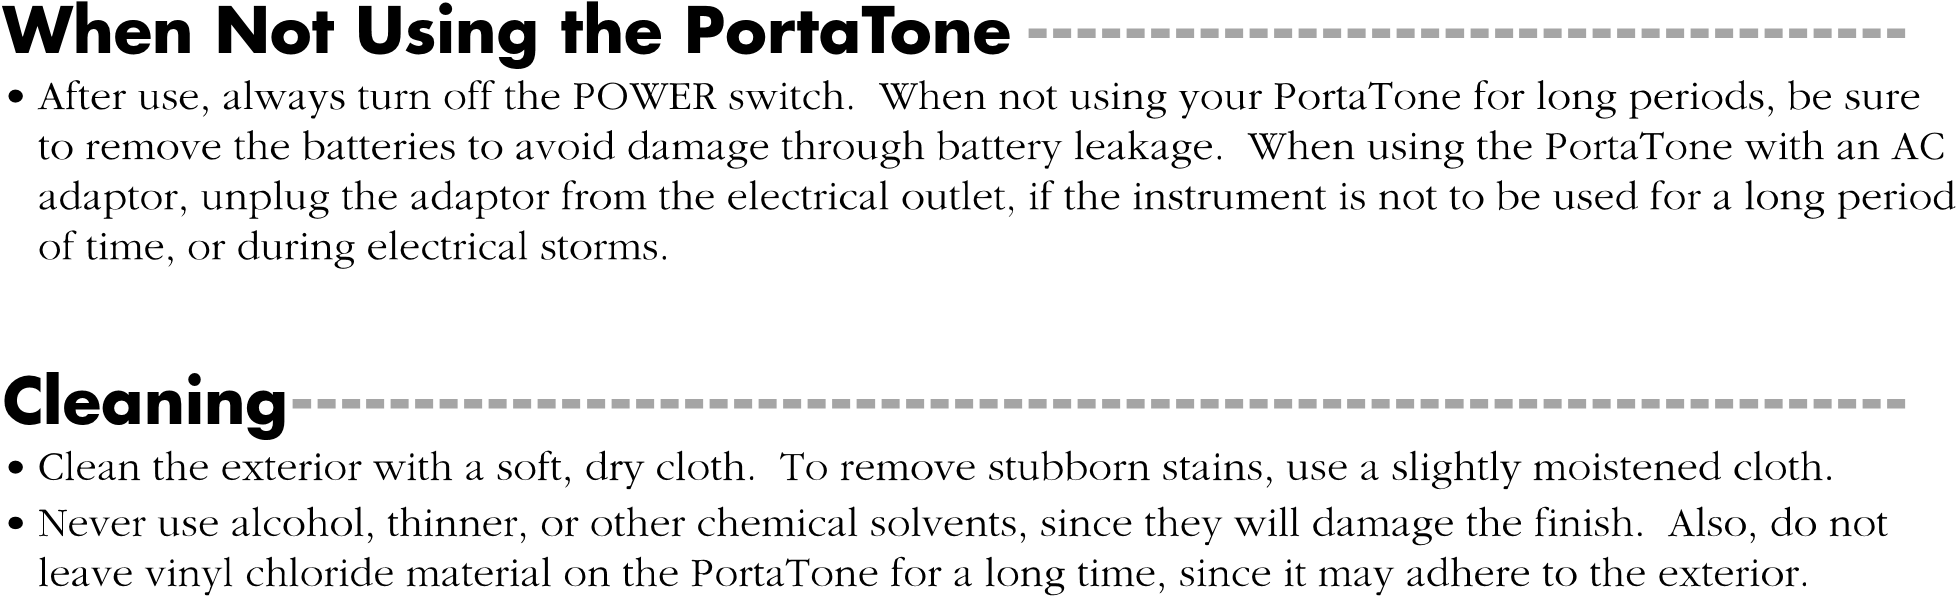 When Not Using the PortaTone
• After use, always turn off the POWER switch.  When not using your PortaTone for long periods, be sure
to remove the batteries to avoid damage through battery leakage.  When using the PortaTone with an AC
adaptor, unplug the adaptor from the electrical outlet, if the instrument is not to be used for a long period
of time, or during electrical storms.
Cleaning
• Clean the exterior with a soft, dry cloth.  To remove stubborn stains, use a slightly moistened cloth.
• Never use alcohol, thinner, or other chemical solvents, since they will damage the finish.  Also, do not
leave vinyl chloride material on the PortaTone for a long time, since it may adhere to the exterior.